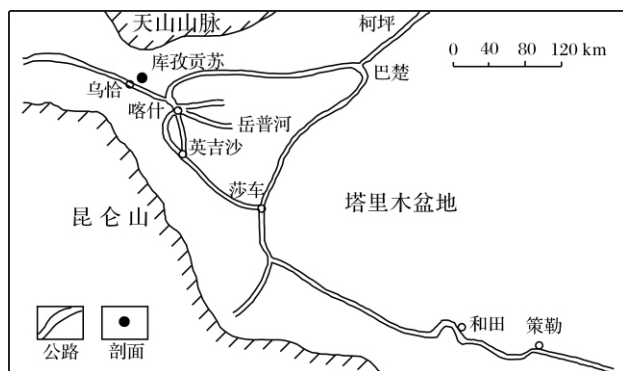 天山山脉
柯坪
0 40 80 120 km
库孜贡苏
巴楚
乌恰
喀什
岳普河
英吉沙
莎车
塔里木盆地
昆仑山
和田
策勒
公路
剖面